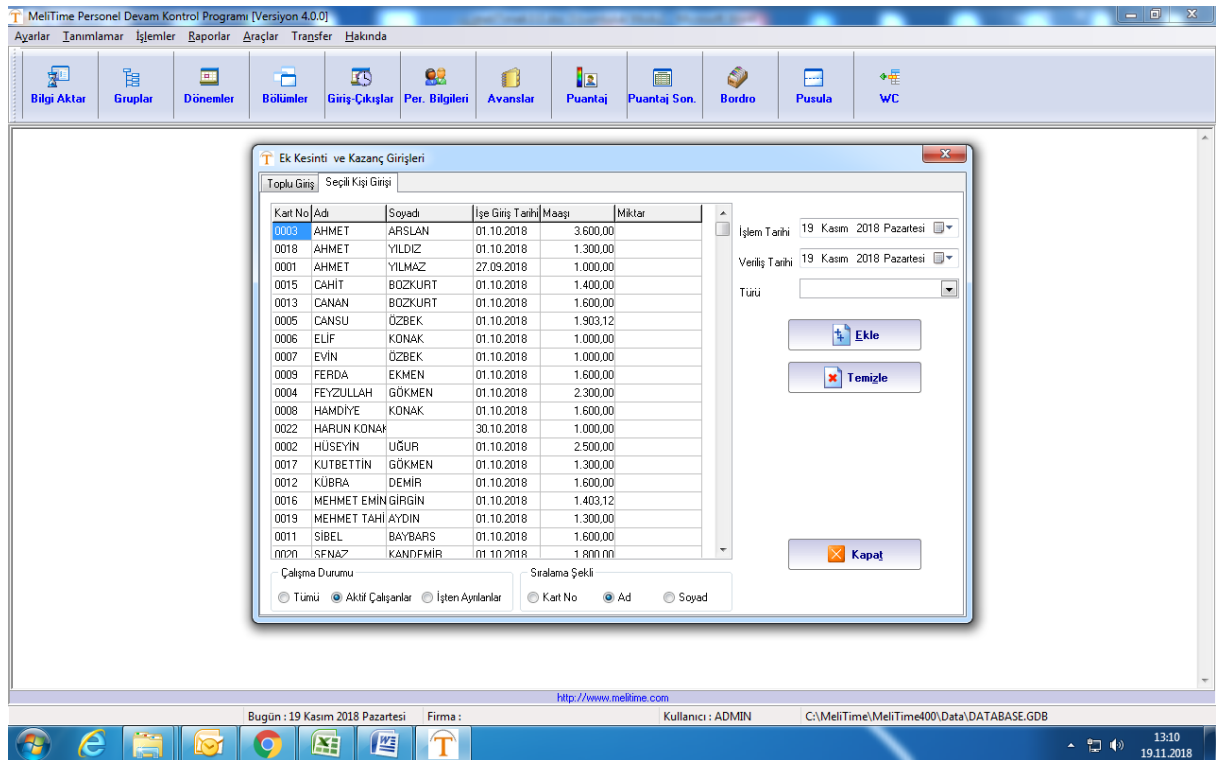 MeliTime Personel Devam Kontrol Programı [Versiyon 4.0.0]
Ayarlar Tanımlamar İşlemler Raporlar Araçlar Transfer Hakında
Bilgi Aktar Gruplar Dönemler Bölümler Giriş-Çıkışlar Per. Bilgileri Avanslar Puantaj Puantaj Son. Bordro Pusula WC
Ek Kesinti ve Kazanç Girişleri
Toplu Giriş Seçili Kişi Girişi
Kart No Adı Soyadı İşe Giriş Tarihi Maaşı Miktar
0003 AHMET ARSLAN 01.10.2018 3.600,00
0018 AHMET YILDIZ 01.10.2018 1.300,00
0001 AHMET YILMAZ 27.09.2018 1.000,00
0015 CAHİT BOZKURT 01.10.2018 1.400,00
0013 CANAN BOZKURT 01.10.2018 1.600,00
0005 CANSU ÖZBEK 01.10.2018 1.903,12
0006 ELİF KONAK 01.10.2018 1.000,00
0007 EVİN ÖZBEK 01.10.2018 1.000,00
0009 FERDA EKMEN 01.10.2018 1.600,00
0004 FEYZULLAH GÖKMEN 01.10.2018 2.300,00
0008 HAMDİYE KONAK 01.10.2018 1.600,00
0022 HARUN KONAK 30.10.2018 1.000,00
0002 HÜSEYİN UĞUR 01.10.2018 2.500,00
0017 KUTBETTİN GÖKMEN 01.10.2018 1.300,00
0012 KÜBRA DEMİR 01.10.2018 1.600,00
0016 MEHMET EMİN GİRGİN 01.10.2018 1.403,12
0019 MEHMET TAHİ AYDIN 01.10.2018 1.300,00
0011 SİBEL BAYBARS 01.10.2018 1.600,00
0020 SENAZ KANDEMİR 01.10.2018 1.800,00
İşlem Tarihi 19 Kasım 2018 Pazartesi
Veriliş Tarihi 19 Kasım 2018 Pazartesi
Türü
Ekle
Temizle
Kapat
Çalışma Durumu
Tümü Aktif Çalışanlar İşten Ayrılanlar
Sıralama Şekli
Kart No Ad Soyad
http://www.melitime.com
Bugün : 19 Kasım 2018 Pazartesi Firma : Kullanıcı : ADMIN C:\MeliTime\MeliTime400\Data\DATABASE.GDB
13:10
19.11.2018